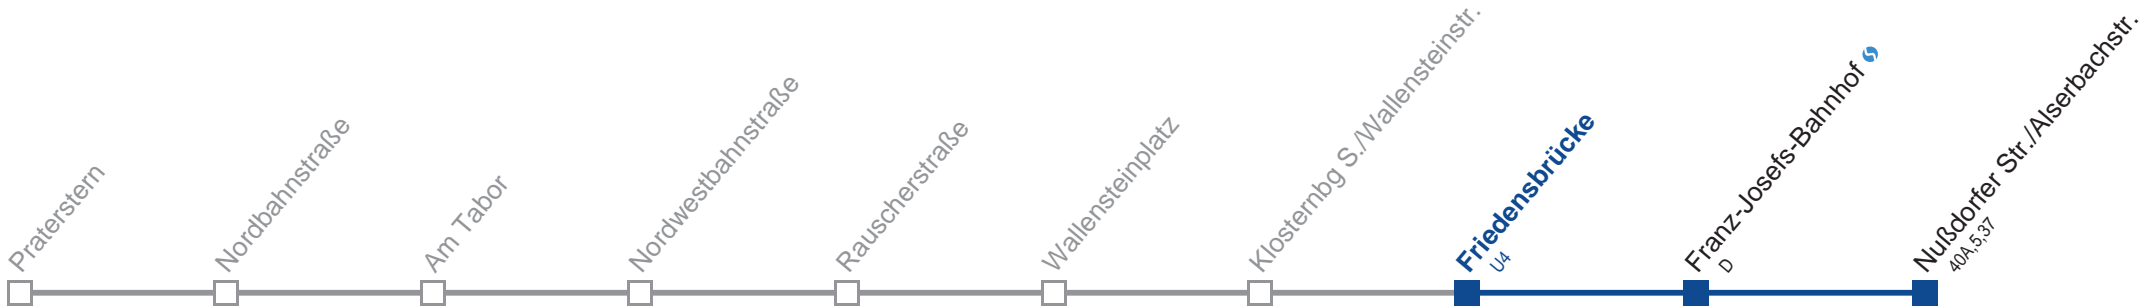 Praterstern
Nordbahnstraße
Am Tabor
Nordwestbahnstraße
Rauscherstraße
Wallensteinplatz
Klosternbg S./Wallensteinstr.
Friedensbrücke
U4
Franz-Josefs-Bahnhof
D
Nußdorfer Str./Alserbachstr.
40A,5,37